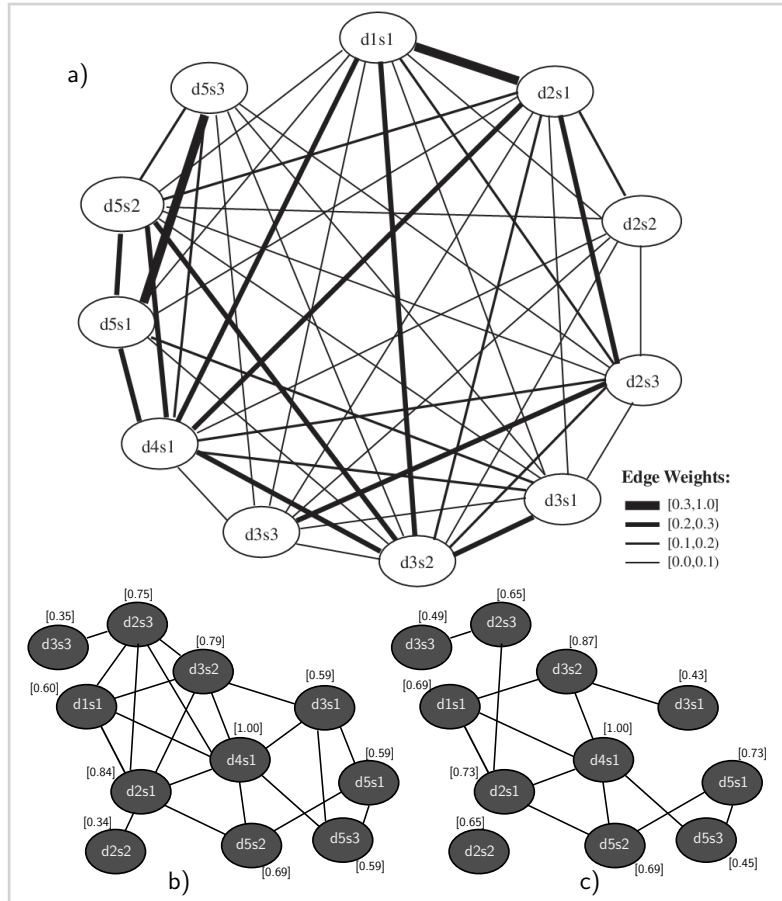 a)
d1s1
d5s3
d2s1
d5s2
d2s2
d5s1
d2s3
d4s1
d3s1
d3s3
d3s2
Edge Weights:
[0.3,1.0]
[0.2,0.3)
[0.1,0.2)
[0.0,0.1)
[0.75]
[0.35]
d2s3
d3s3
[0.79]
d3s2
[0.60]
d1s1
[0.59]
d3s1
[1.00]
d4s1
[0.84]
d2s1
[0.59]
d5s1
[0.34]
d2s2
d5s2
[0.69]
d5s3
[0.59]
b)
[0.65]
[0.49]
d2s3
d3s3
[0.87]
d3s2
[0.69]
d1s1
[0.43]
d3s1
[1.00]
d4s1
[0.73]
d2s1
[0.73]
d5s1
[0.65]
d2s2
d5s2
[0.69]
d5s3
[0.45]
c)